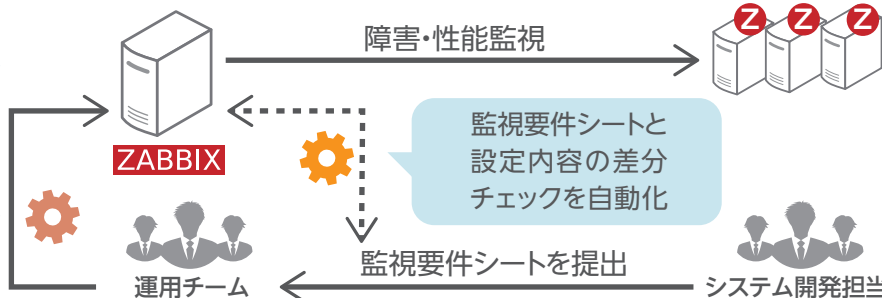 障害・性能監視
Z
Z
Z
ZABBIX
監視要件シートと
設定内容の差分
チェックを自動化
監視要件シートを提出
運用チーム
システム開発担当